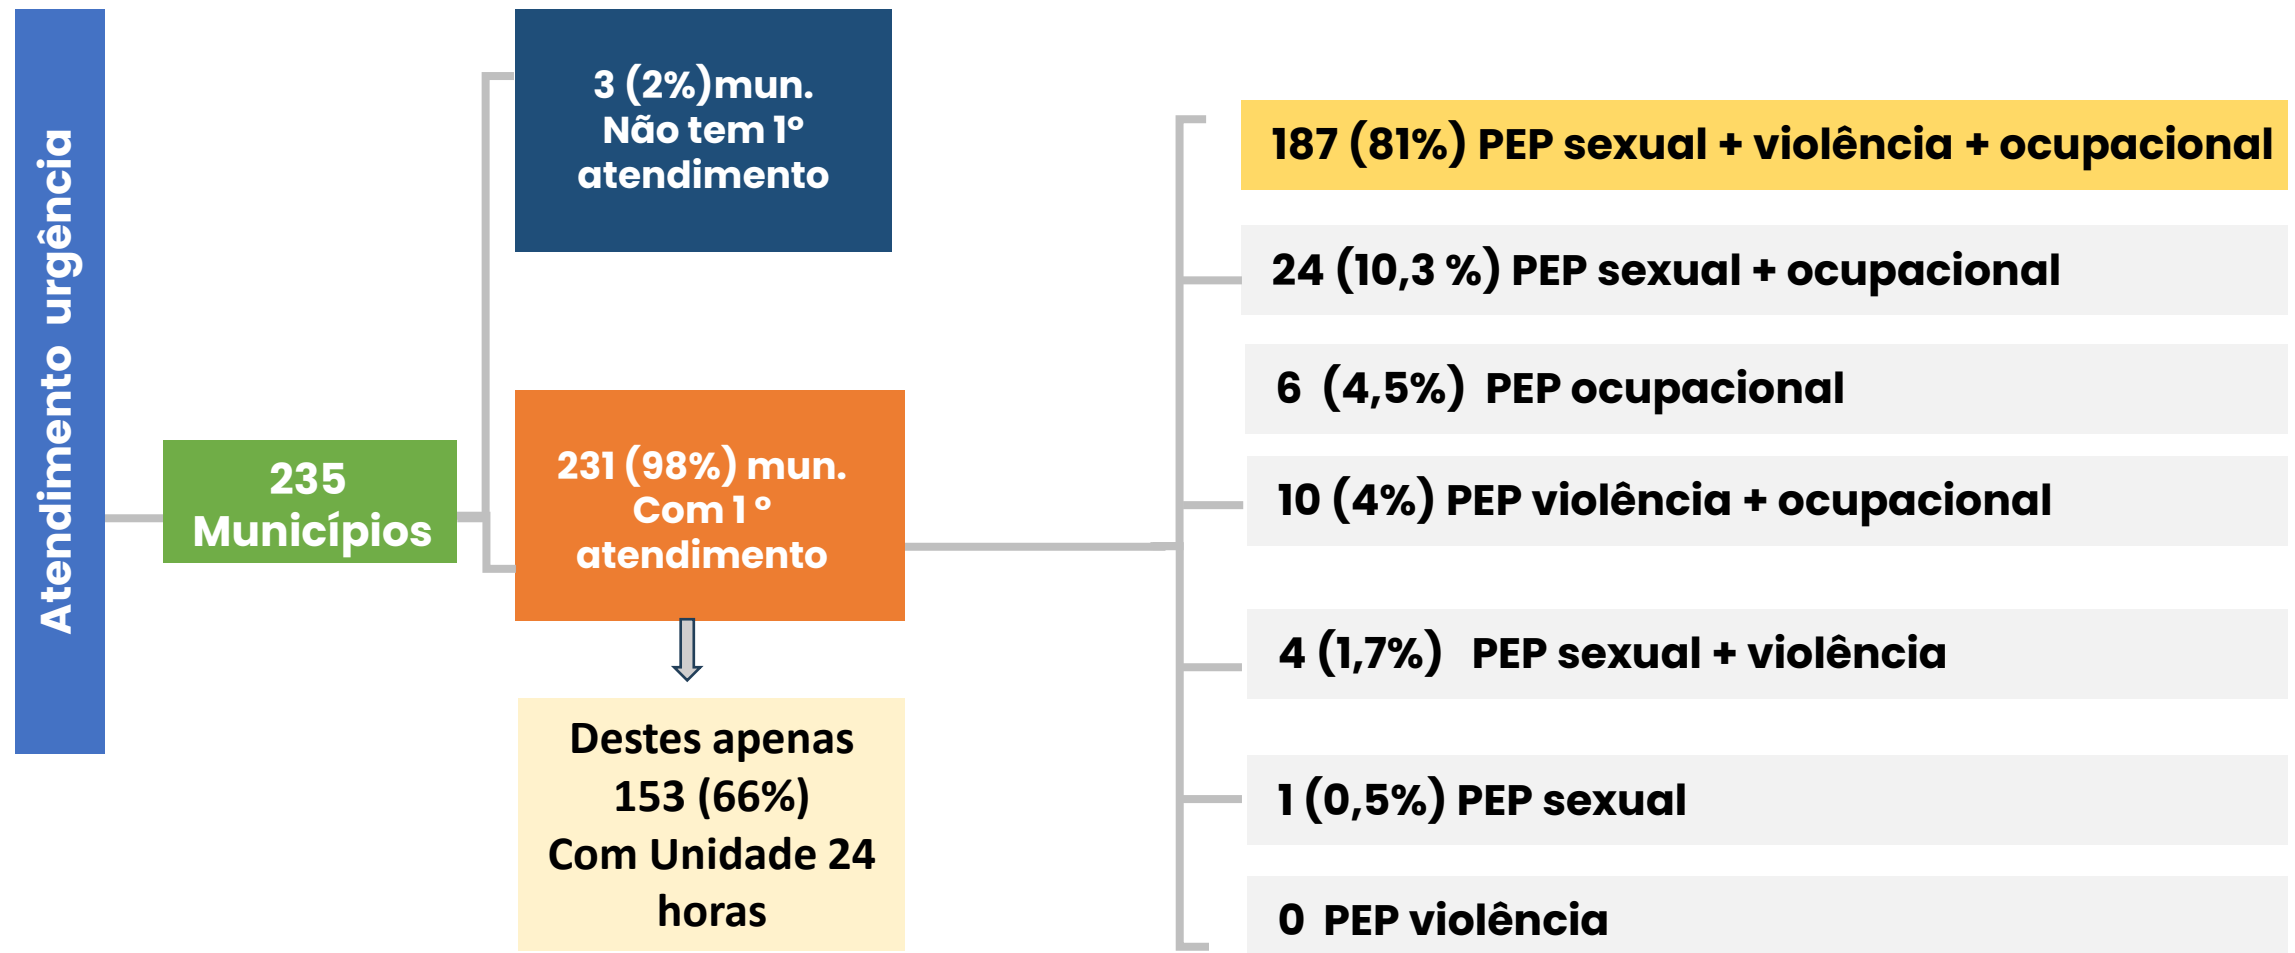 Atendimento urgência
235
Municípios
3 (2%)mun.
Não tem 1º
atendimento
231 (98%) mun.
Com 1 º
atendimento
Destes apenas
153 (66%)
Com Unidade 24
horas
187 (81%) PEP sexual + violência + ocupacional
24 (10,3 %) PEP sexual + ocupacional
6 (4,5%) PEP ocupacional
10 (4%) PEP violência + ocupacional
4 (1,7%) PEP sexual + violência
1 (0,5%) PEP sexual
0 PEP violência